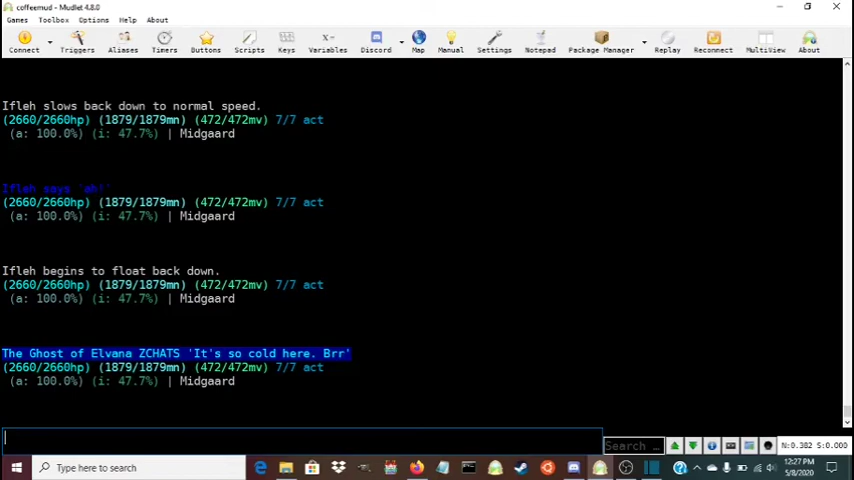 coffeemud - Mudlet 4.8.0
Games Toolbox Options Help About
Connect Triggers Aliases Timers Buttons Scripts Keys Variables Discord Map Manual Settings Notepad Package Manager Replay Reconnect MultiView About
Ifleh slows back down to normal speed.
(2660/2660hp) (1879/1879mn) (472/472mv) 7/7 act
(a: 100.0%) (i: 47.7%) | Midgaard
Ifleh says 'ah!'
(2660/2660hp) (1879/1879mn) (472/472mv) 7/7 act
(a: 100.0%) (i: 47.7%) | Midgaard
Ifleh begins to float back down.
(2660/2660hp) (1879/1879mn) (472/472mv) 7/7 act
(a: 100.0%) (i: 47.7%) | Midgaard
The Ghost of Elvana ZCHATS 'It's so cold here. Brr'
(2660/2660hp) (1879/1879mn) (472/472mv) 7/7 act
(a: 100.0%) (i: 47.7%) | Midgaard
Search ...
N:0.382 S:0.000
Type here to search
12:27 PM
5/8/2020